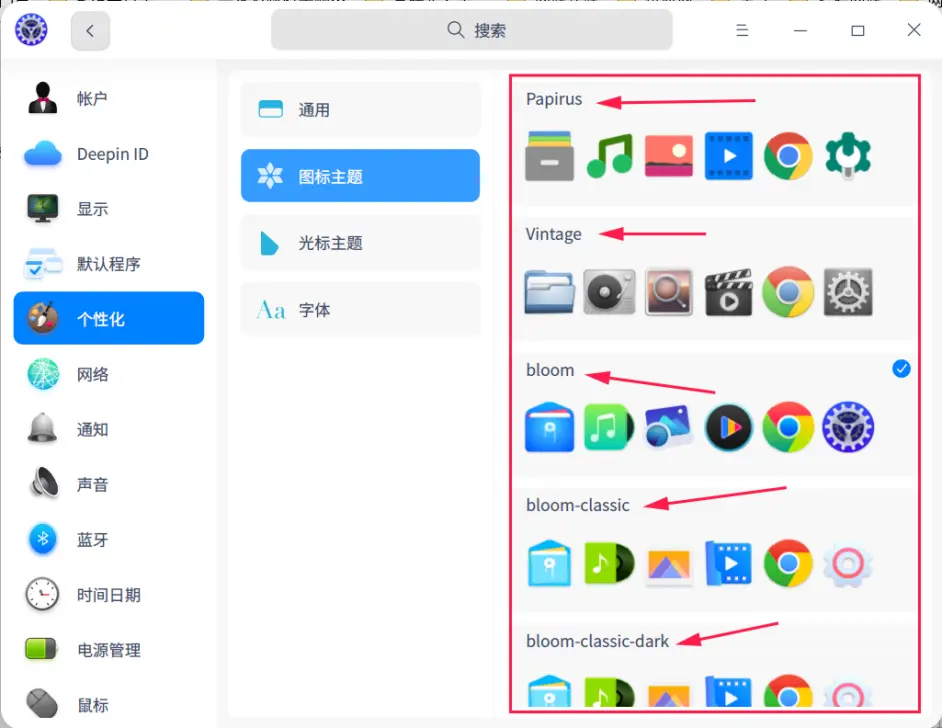 搜索
帐户
Deepin ID
显示
默认程序
个性化
网络
通知
声音
蓝牙
时间日期
电源管理
鼠标
通用
图标主题
光标主题
Aa 字体
Papirus
Vintage
bloom
bloom-classic
bloom-classic-dark